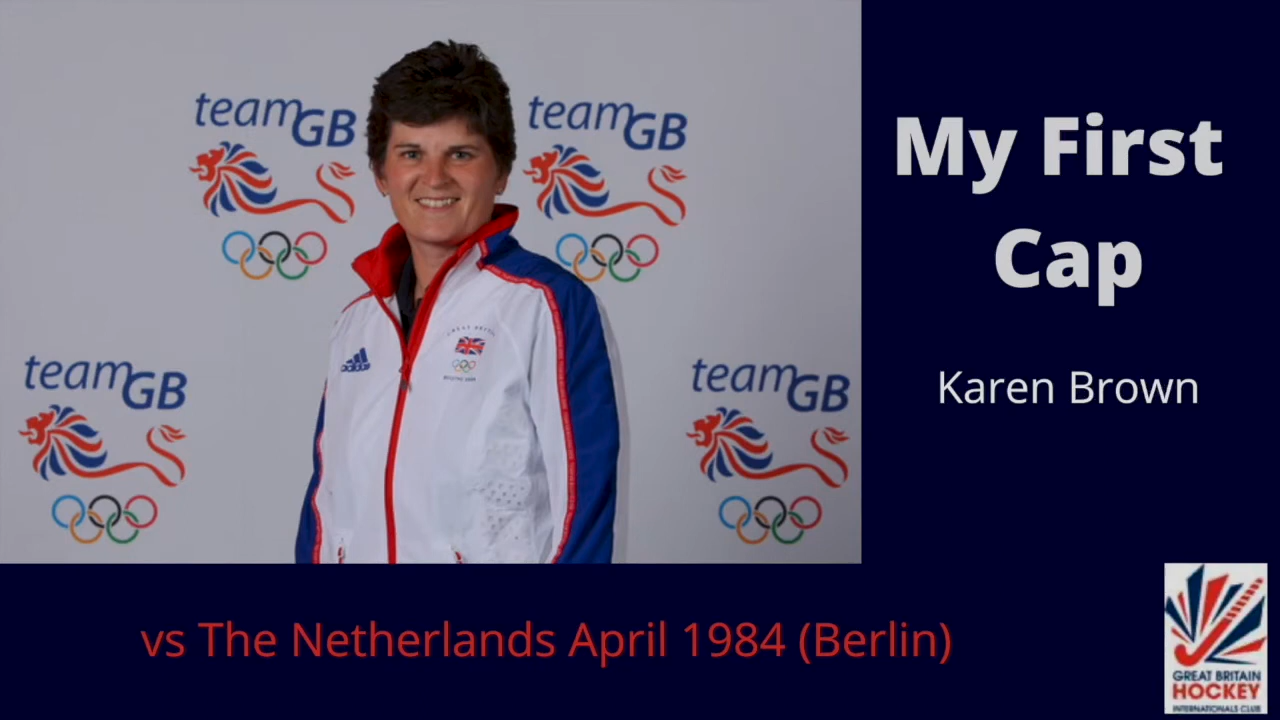 teamGB
teamGB
My First
Cap
adidas
teamGB
teamGB
Karen Brown
vs The Netherlands April 1984 (Berlin)
GREAT BRITAIN
HOCKEY
INTERNATIONALS CLUB